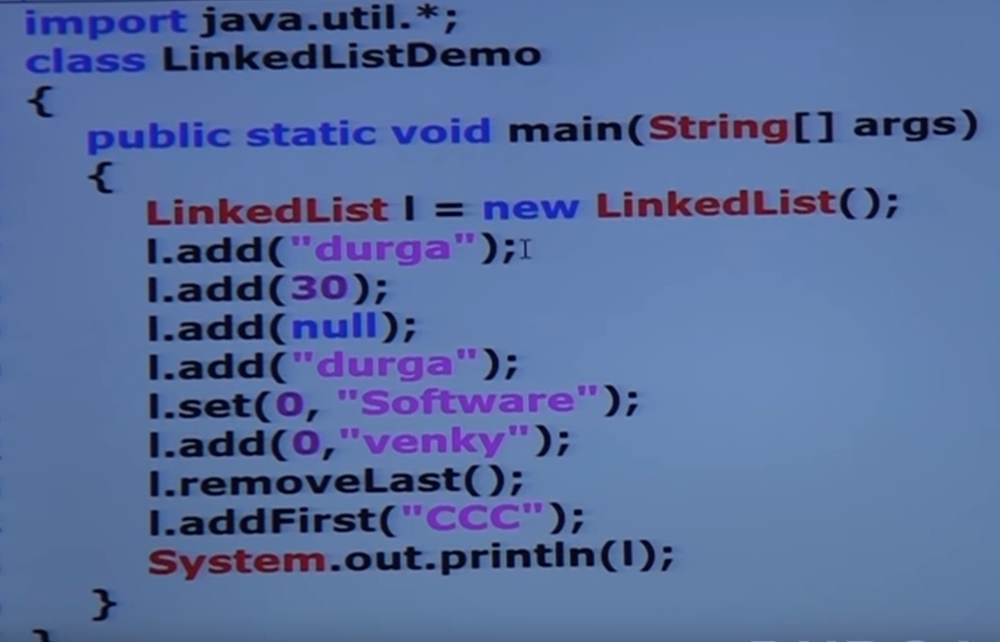 import java.util.*;
class LinkedListDemo
{
public static void main(String[] args)
{
LinkedList l = new LinkedList();
l.add("durga");
l.add(30);
l.add(null);
l.add("durga");
l.set(0, "Software");
l.add(0,"venky");
l.removeLast();
l.addFirst("CCC");
System.out.println(l);
}
}